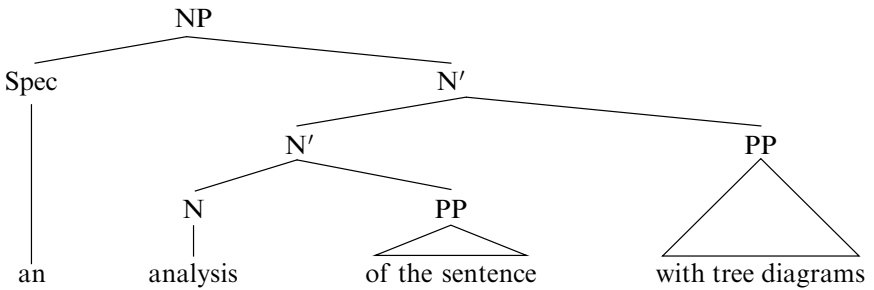 NP
Spec N′
N′ PP
N PP
an analysis of the sentence with tree diagrams